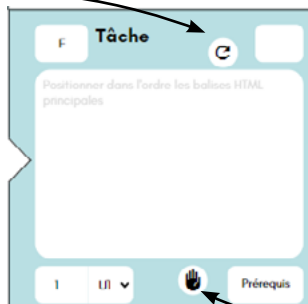 F
Tâche
Positionner dans l'ordre les balises HTML
principales
1
Prérequis